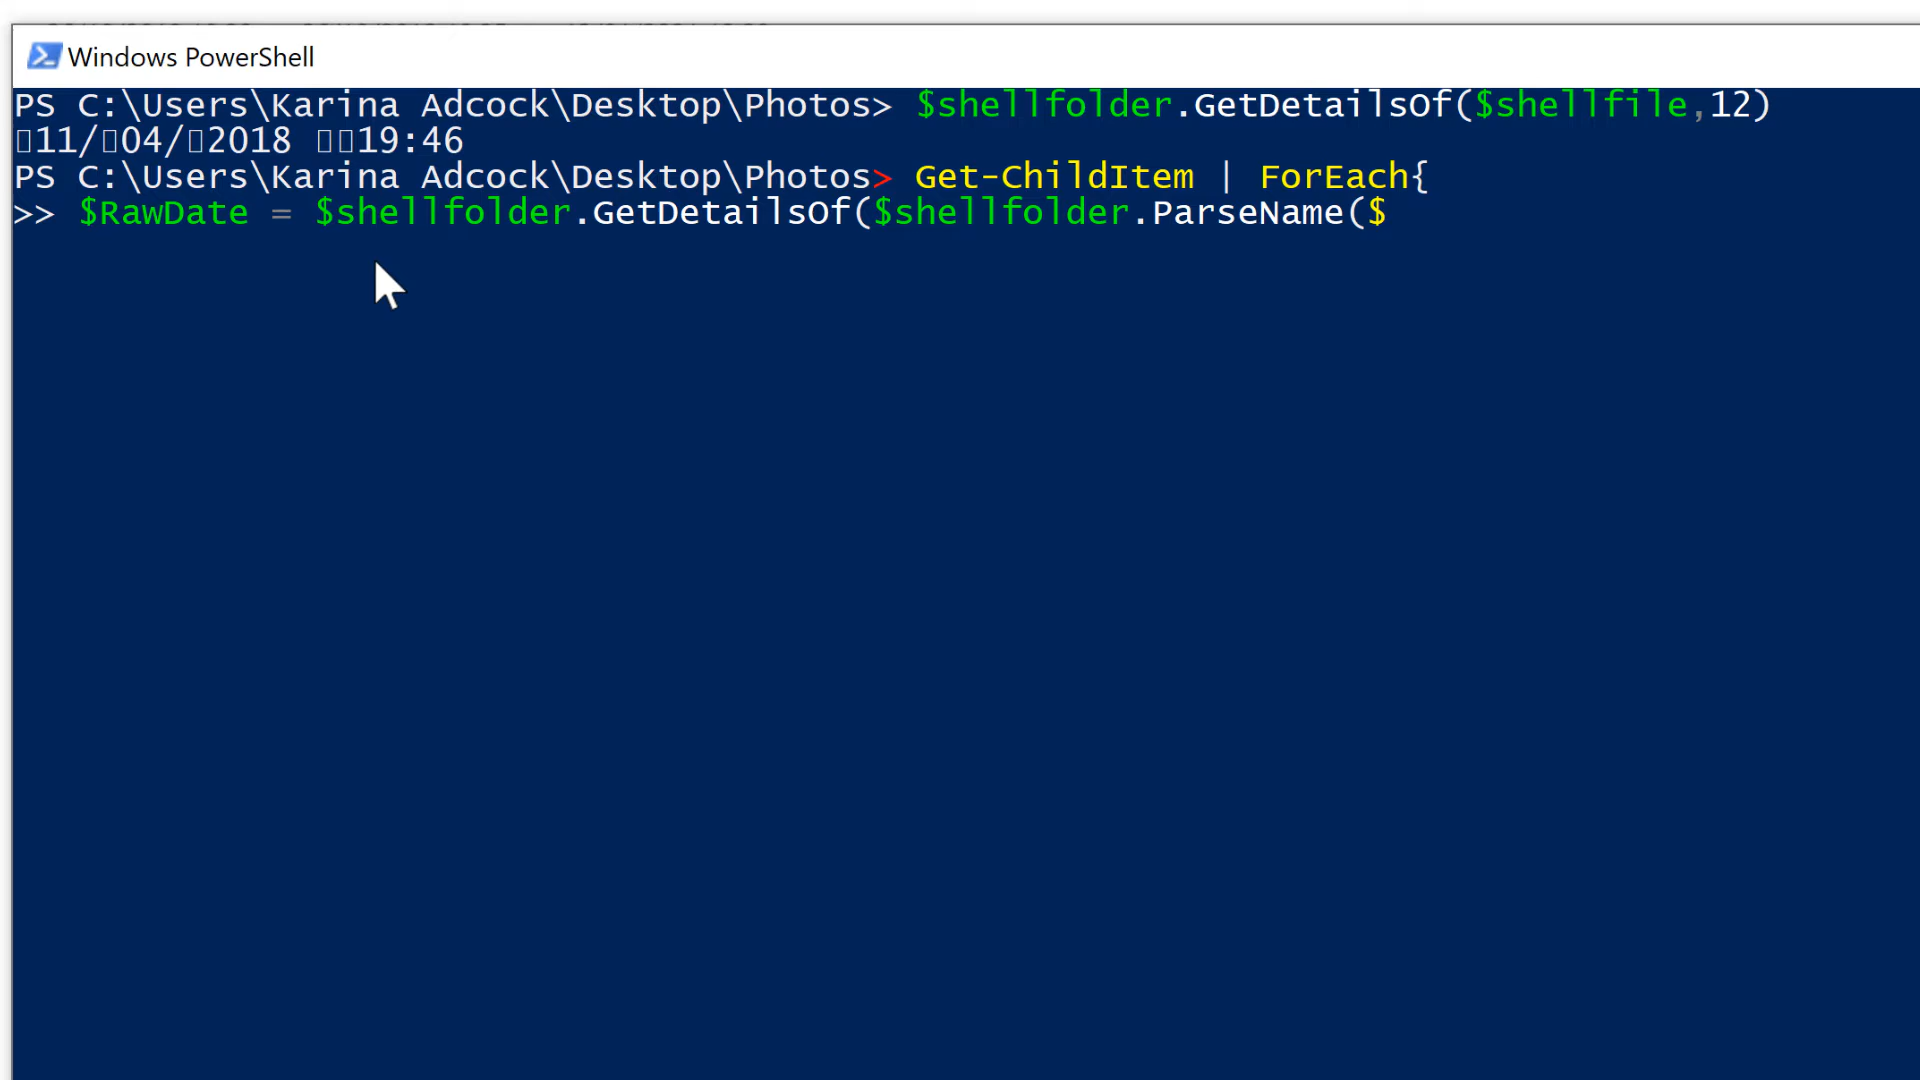 Windows PowerShell
PS C:\Users\Karina Adcock\Desktop\Photos> $shellfolder.GetDetailsOf($shellfile,12)
▯11/▯04/▯2018 ▯▯19:46
PS C:\Users\Karina Adcock\Desktop\Photos> Get-ChildItem | ForEach{
>> $RawDate = $shellfolder.GetDetailsOf($shellfolder.ParseName($